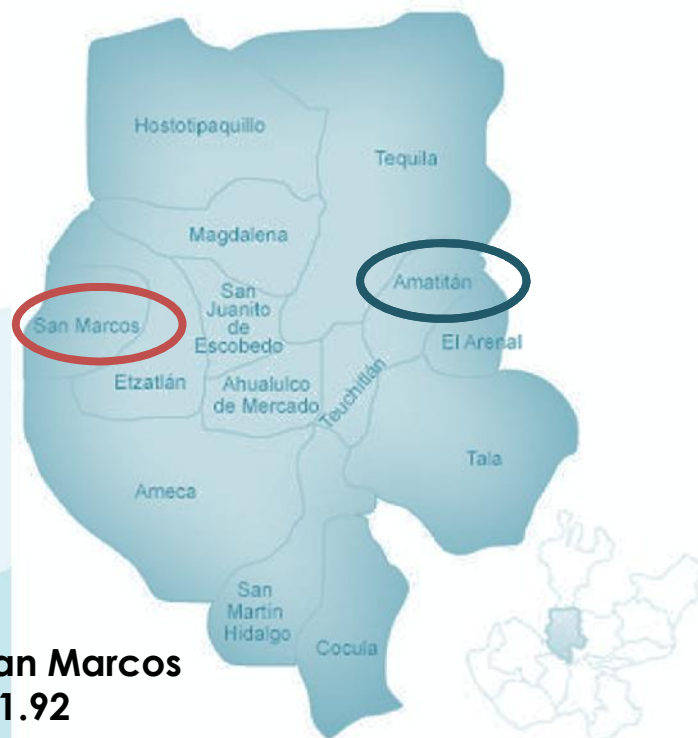 Hostotipaquillo
Tequila
Magdalena
Amatitán
San
Juanito
de
Escobedo
San Marcos
El Arenal
Etzatlán
Ahualulco
de Mercado
Teuchitlán
Tala
Ameca
San
Martin
Hidalgo
Cocula
an Marcos
1.92